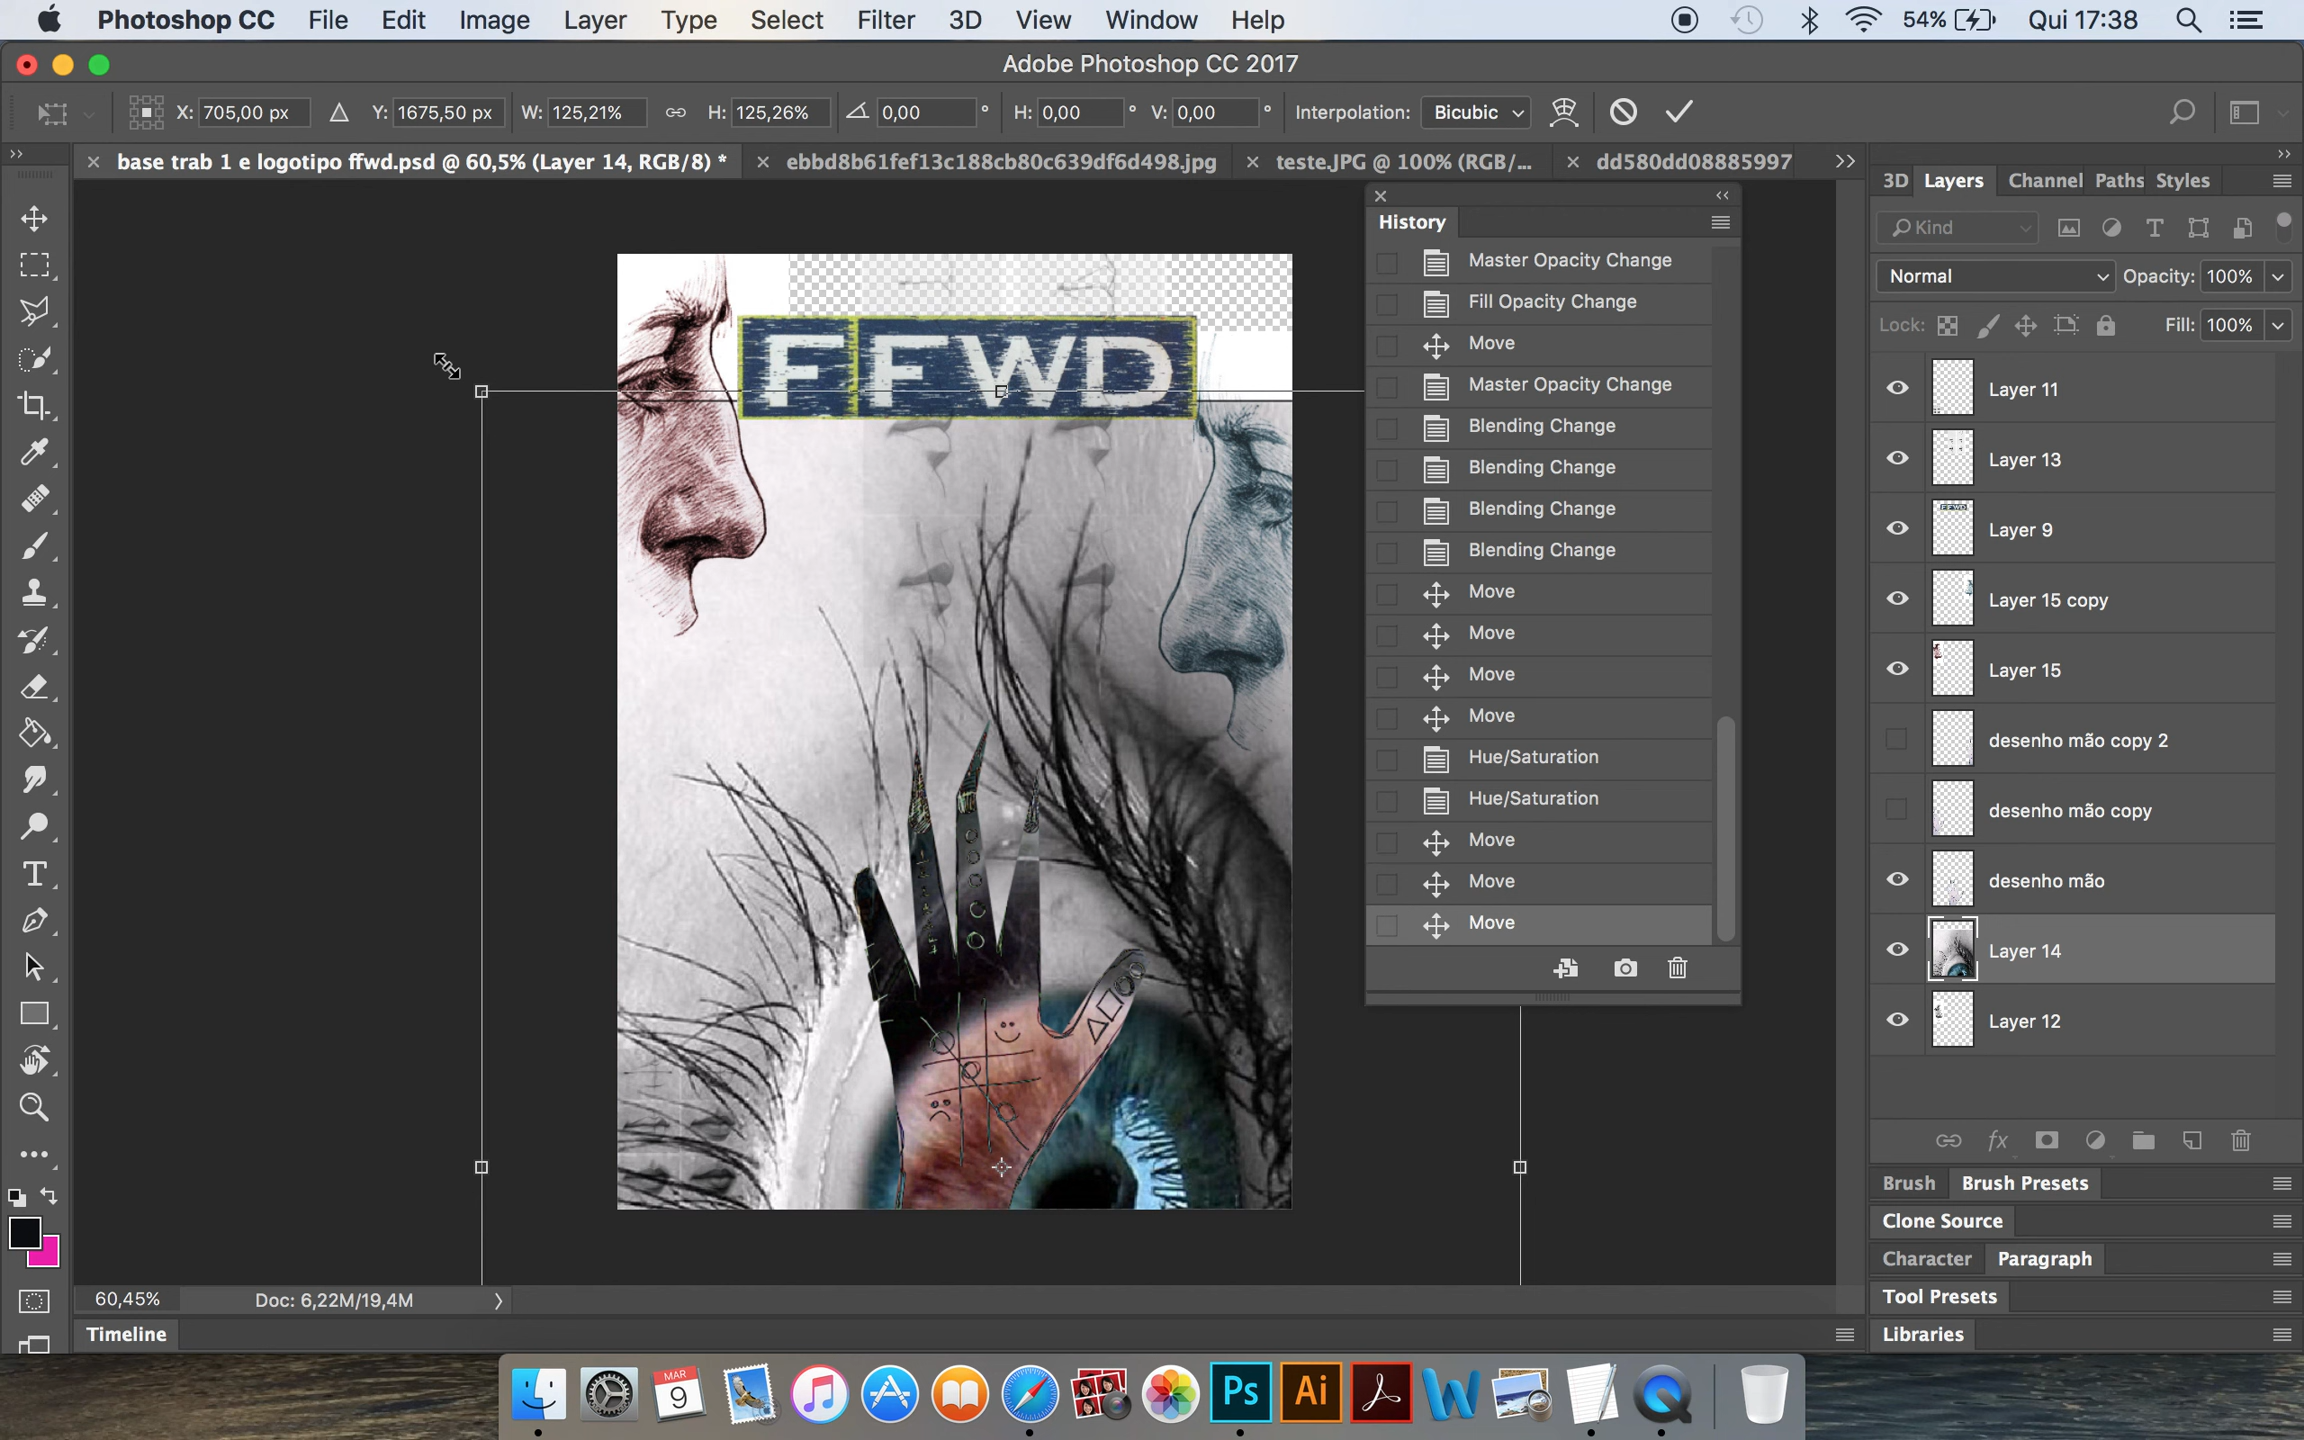 Photoshop CC File Edit Image Layer Type Select Filter 3D View Window Help 54% Qui 17:38
Adobe Photoshop CC 2017
X: 705,00 px Y: 1675,50 px W: 125,21% H: 125,26% 0,00 ° H: 0,00 ° V: 0,00 ° Interpolation: Bicubic
base trab 1 e logotipo ffwd.psd @ 60,5% (Layer 14, RGB/8) * ebbd8b61fef13c188cb80c639df6d498.jpg teste.JPG @ 100% (RGB/... dd580dd08885997
FFWD
History
Master Opacity Change
Fill Opacity Change
Move
Master Opacity Change
Blending Change
Blending Change
Blending Change
Blending Change
Move
Move
Move
Move
Hue/Saturation
Hue/Saturation
Move
Move
Move
3D Layers Channel Paths Styles
Kind
Normal Opacity: 100%
Lock: Fill: 100%
Layer 11
Layer 13
FFWD
Layer 9
Layer 15 copy
Layer 15
desenho mão copy 2
desenho mão copy
desenho mão
Layer 14
Layer 12
fx
Brush Brush Presets
Clone Source
Character Paragraph
Tool Presets
Libraries
60,45% Doc: 6,22M/19,4M
Timeline
MAR
9
Ps
Ai
W